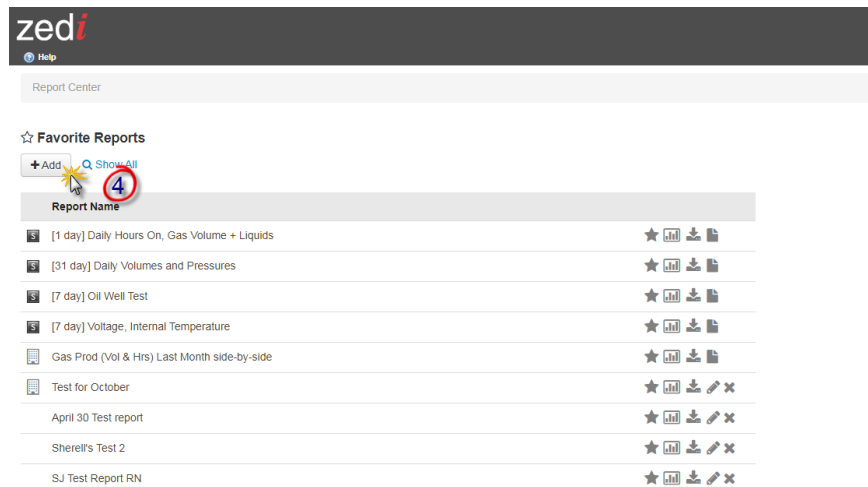 zedi
Help
Report Center
Favorite Reports
+ Add Show All
4
Report Name
S [1 day] Daily Hours On, Gas Volume + Liquids
S [31 day] Daily Volumes and Pressures
S [7 day] Oil Well Test
S [7 day] Voltage, Internal Temperature
Gas Prod (Vol & Hrs) Last Month side-by-side
Test for October
April 30 Test report
Sherell's Test 2
SJ Test Report RN